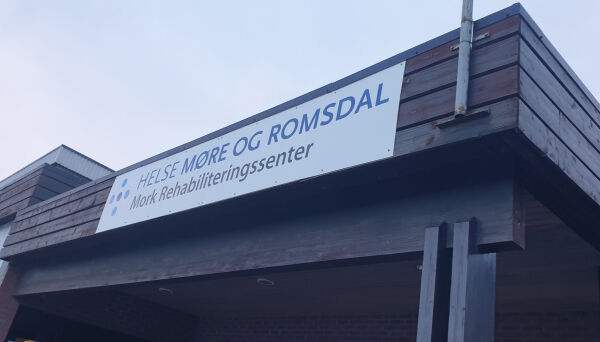 HELSE MØRE OG ROMSDAL
Mork Rehabiliteringssenter